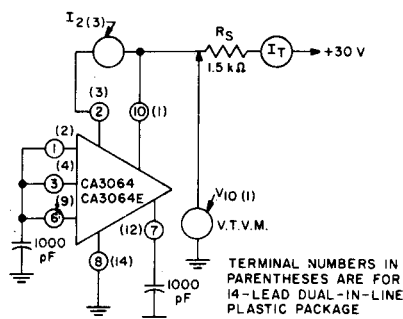 I2(3)
RS
1.5 kΩ
IT
+30 V
(3)
2
10 (1)
(2)
1
(4)
3
CA3064
CA3064E
(9)
6
1000
pF
8 (14)
(12) 7
1000
pF
V10 (1)
V.T.V.M.
TERMINAL NUMBERS IN
PARENTHESES ARE FOR
14-LEAD DUAL-IN-LINE
PLASTIC PACKAGE